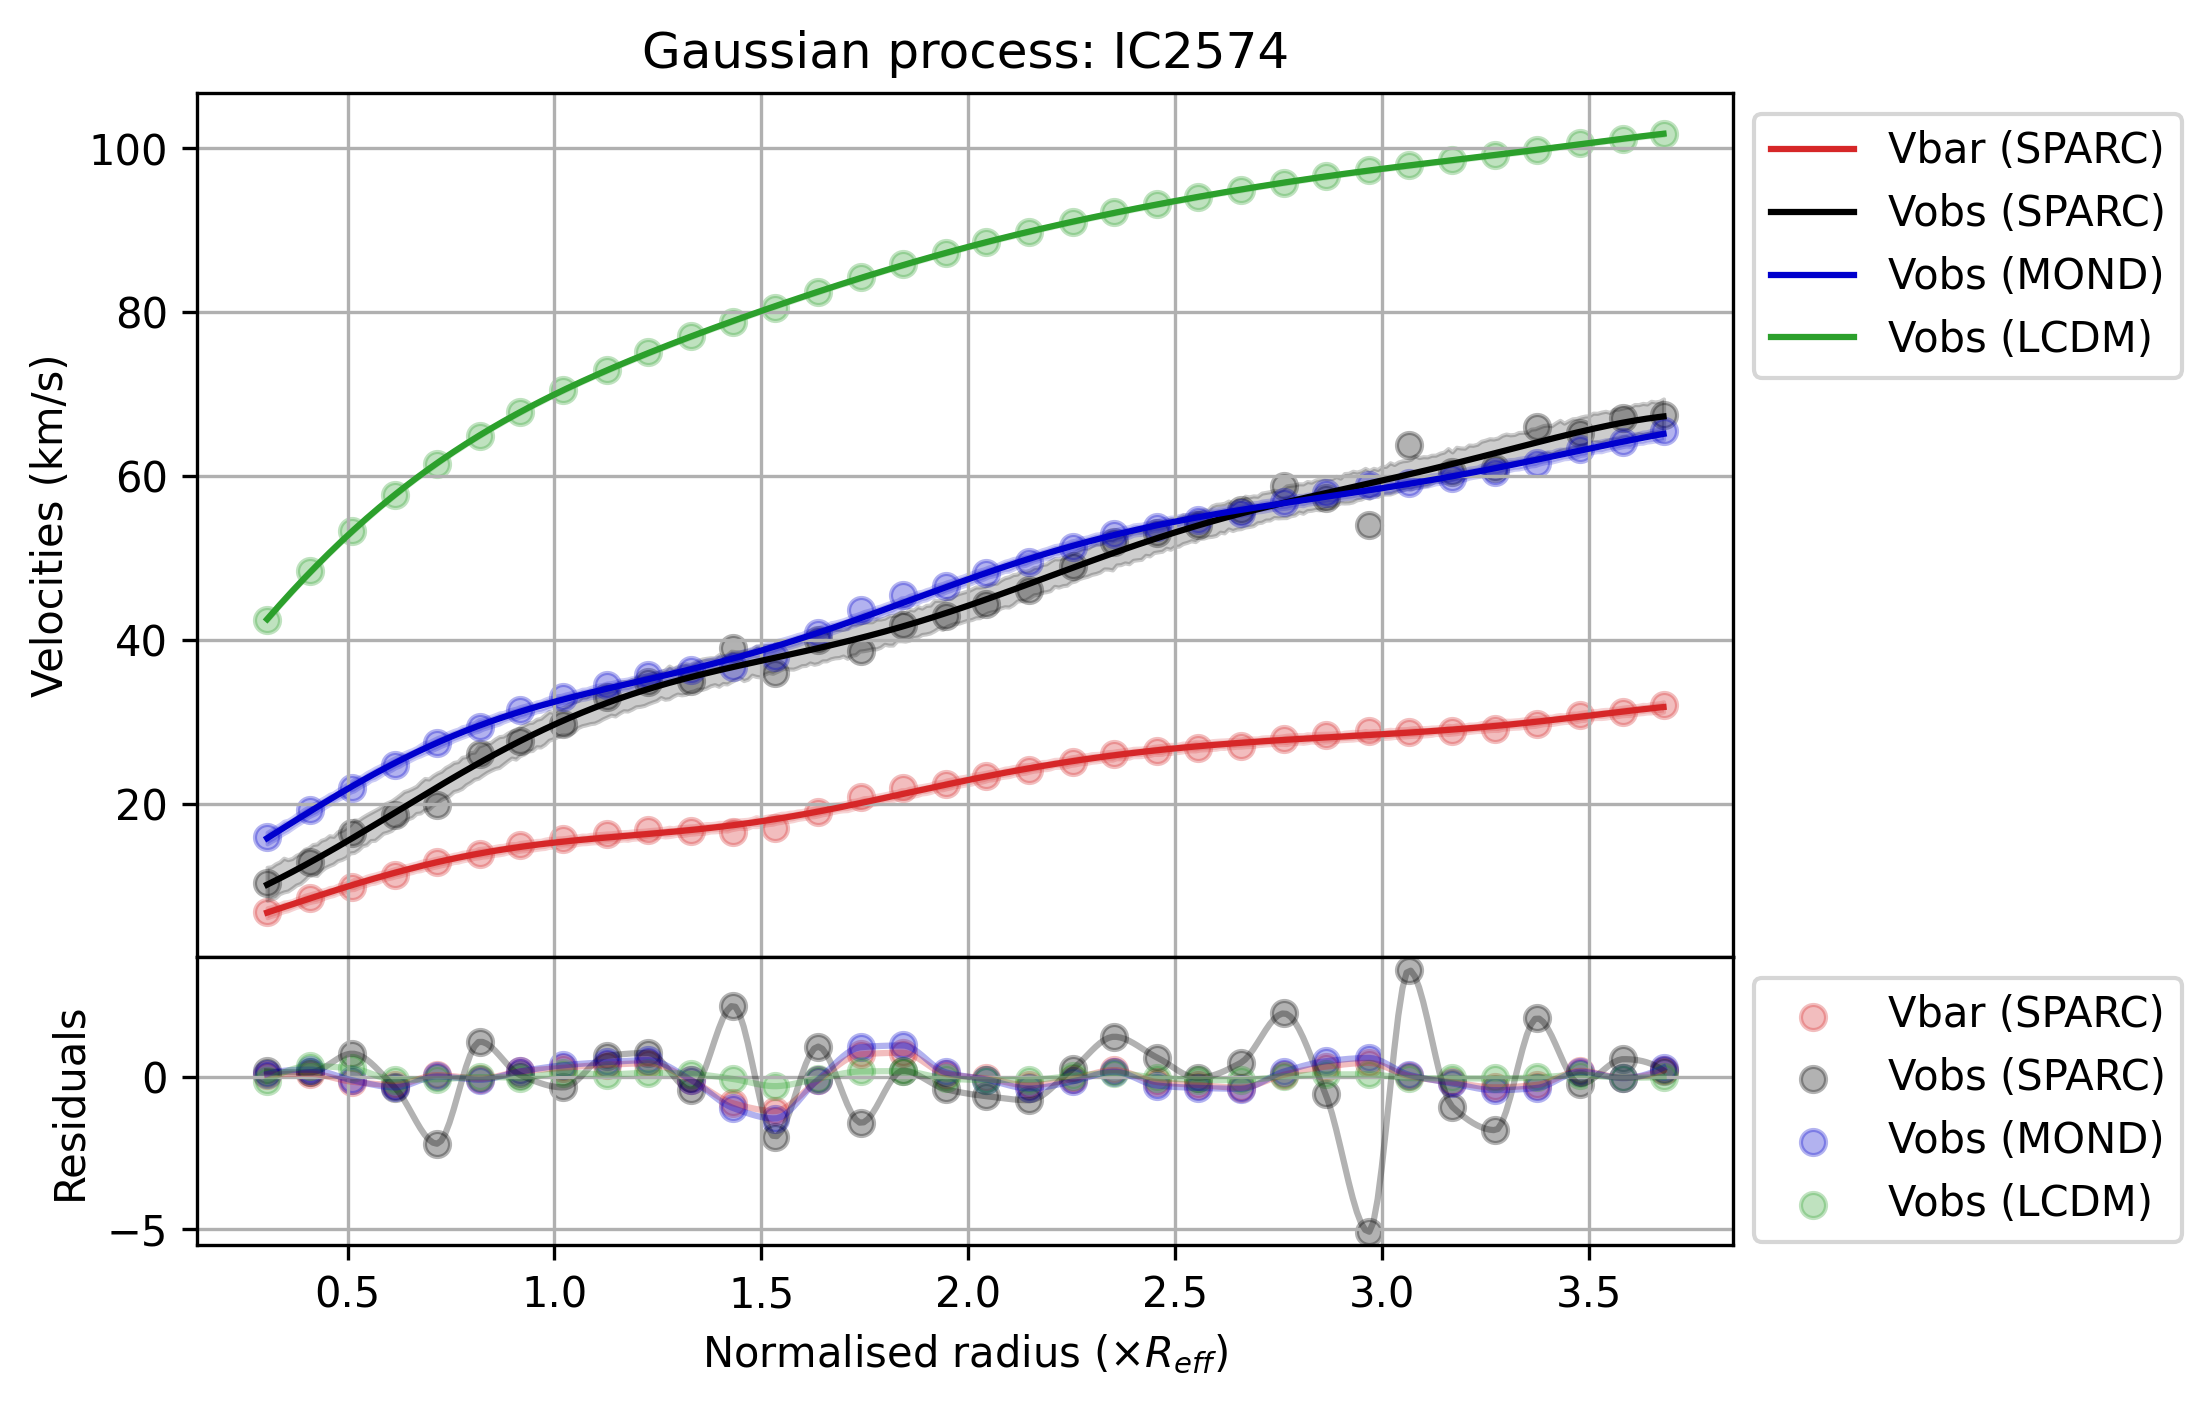 Gaussian process: IC2574
100
80
60
40
20
Velocities (km/s)
Vbar (SPARC)
Vobs (SPARC)
Vobs (MOND)
Vobs (LCDM)
0
−5
Residuals
Vbar (SPARC)
Vobs (SPARC)
Vobs (MOND)
Vobs (LCDM)
0.5 1.0 1.5 2.0 2.5 3.0 3.5
Normalised radius (×R_eff)